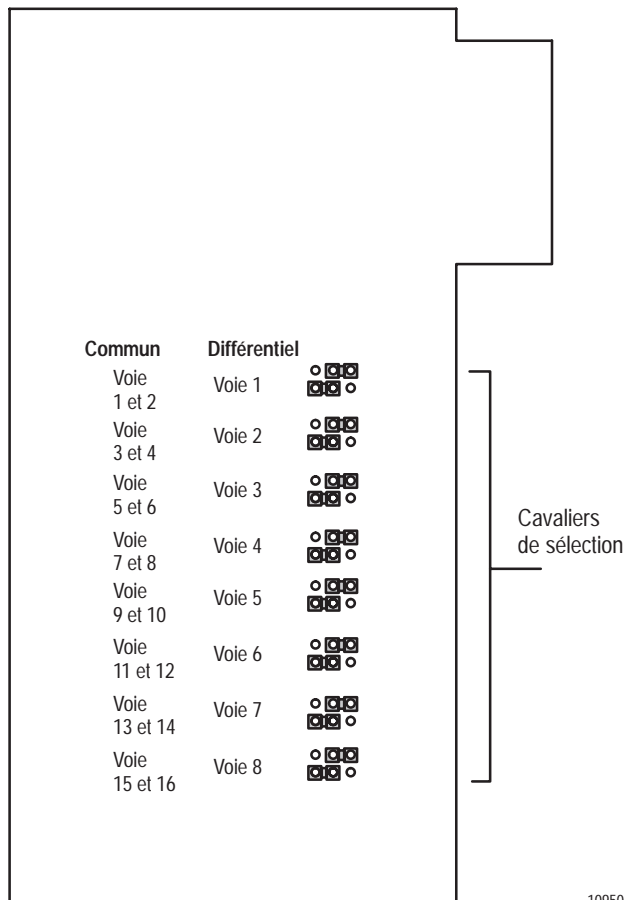 Commun Différentiel
Voie
1 et 2
Voie 1
Voie
3 et 4
Voie 2
Voie
5 et 6
Voie 3
Voie
7 et 8
Voie 4
Voie
9 et 10
Voie 5
Voie
11 et 12
Voie 6
Voie
13 et 14
Voie 7
Voie
15 et 16
Voie 8
Cavaliers
de sélection
10950